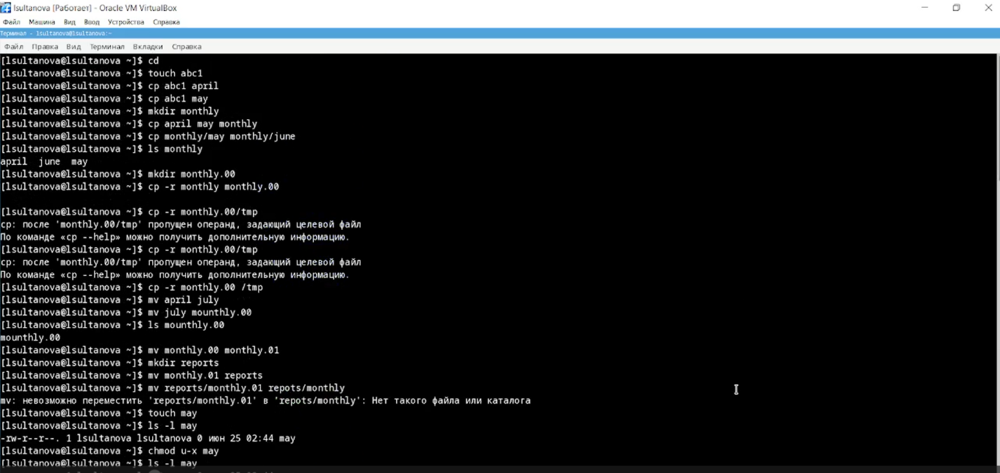 lsultanova [Работает] - Oracle VM VirtualBox
Файл Машина Вид Ввод Устройства Справка
Терминал - lsultanova@lsultanova:~
Файл Правка Вид Терминал Вкладки Справка
[lsultanova@lsultanova ~]$ cd
[lsultanova@lsultanova ~]$ touch abc1
[lsultanova@lsultanova ~]$ cp abc1 april
[lsultanova@lsultanova ~]$ cp abc1 may
[lsultanova@lsultanova ~]$ mkdir monthly
[lsultanova@lsultanova ~]$ cp april may monthly
[lsultanova@lsultanova ~]$ cp monthly/may monthly/june
[lsultanova@lsultanova ~]$ ls monthly
april june may
[lsultanova@lsultanova ~]$ mkdir monthly.00
[lsultanova@lsultanova ~]$ cp -r monthly monthly.00
[lsultanova@lsultanova ~]$ cp -r monthly.00/tmp
cp: после 'monthly.00/tmp' пропущен операнд, задающий целевой файл
По команде «cp --help» можно получить дополнительную информацию.
[lsultanova@lsultanova ~]$ cp -r monthly.00/tmp
cp: после 'monthly.00/tmp' пропущен операнд, задающий целевой файл
По команде «cp --help» можно получить дополнительную информацию.
[lsultanova@lsultanova ~]$ cp -r monthly.00 /tmp
[lsultanova@lsultanova ~]$ mv april july
[lsultanova@lsultanova ~]$ mv july mounthly.00
[lsultanova@lsultanova ~]$ ls mounthly.00
mounthly.00
[lsultanova@lsultanova ~]$ mv monthly.00 monthly.01
[lsultanova@lsultanova ~]$ mkdir reports
[lsultanova@lsultanova ~]$ mv monthly.01 reports
[lsultanova@lsultanova ~]$ mv reports/monthly.01 repots/monthly
mv: невозможно переместить 'reports/monthly.01' в 'repots/monthly': Нет такого файла или каталога
[lsultanova@lsultanova ~]$ touch may
[lsultanova@lsultanova ~]$ ls -l may
-rw-r--r--. 1 lsultanova lsultanova 0 июн 25 02:44 may
[lsultanova@lsultanova ~]$ chmod u-x may
[lsultanova@lsultanova ~]$ ls -l may